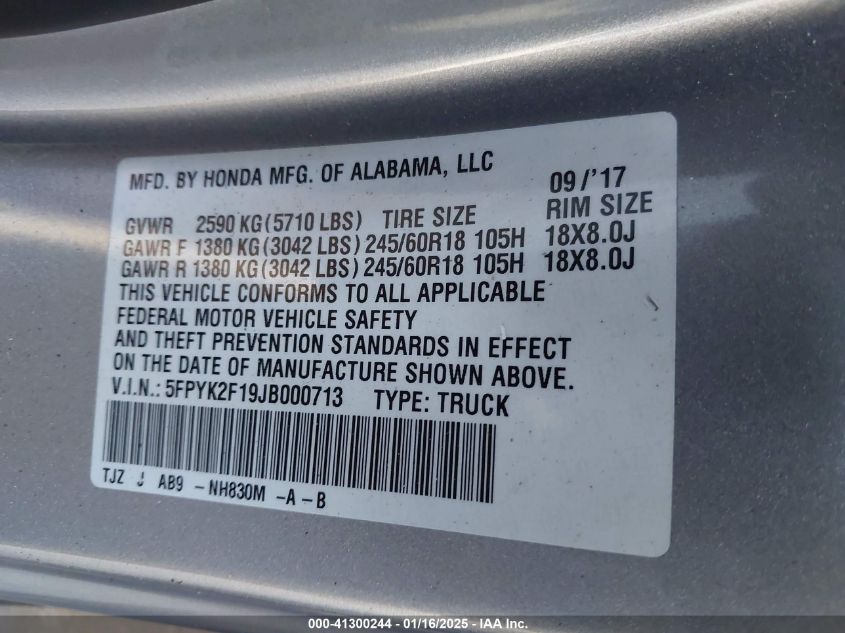 MFD. BY HONDA MFG. OF ALABAMA, LLC 09/'17
GVWR 2590 KG (5710 LBS) TIRE SIZE RIM SIZE
GAWR F 1380 KG (3042 LBS) 245/60R18 105H 18X8.0J
GAWR R 1380 KG (3042 LBS) 245/60R18 105H 18X8.0J
THIS VEHICLE CONFORMS TO ALL APPLICABLE
FEDERAL MOTOR VEHICLE SAFETY
AND THEFT PREVENTION STANDARDS IN EFFECT
ON THE DATE OF MANUFACTURE SHOWN ABOVE.
V.I.N.: 5FPYK2F19JB000713 TYPE: TRUCK
TJZ J AB9 -NH830M -A-B
000-41300244 - 01/16/2025 - IAA Inc.